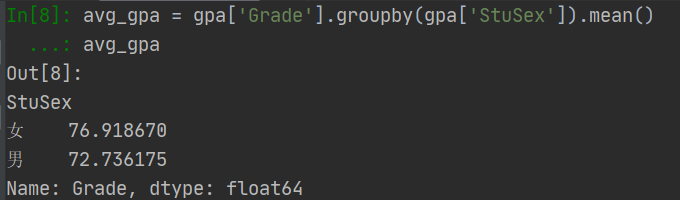 In[8]: avg_gpa = gpa['Grade'].groupby(gpa['StuSex']).mean()
...: avg_gpa
Out[8]:
StuSex
女    76.918670
男    72.736175
Name: Grade, dtype: float64